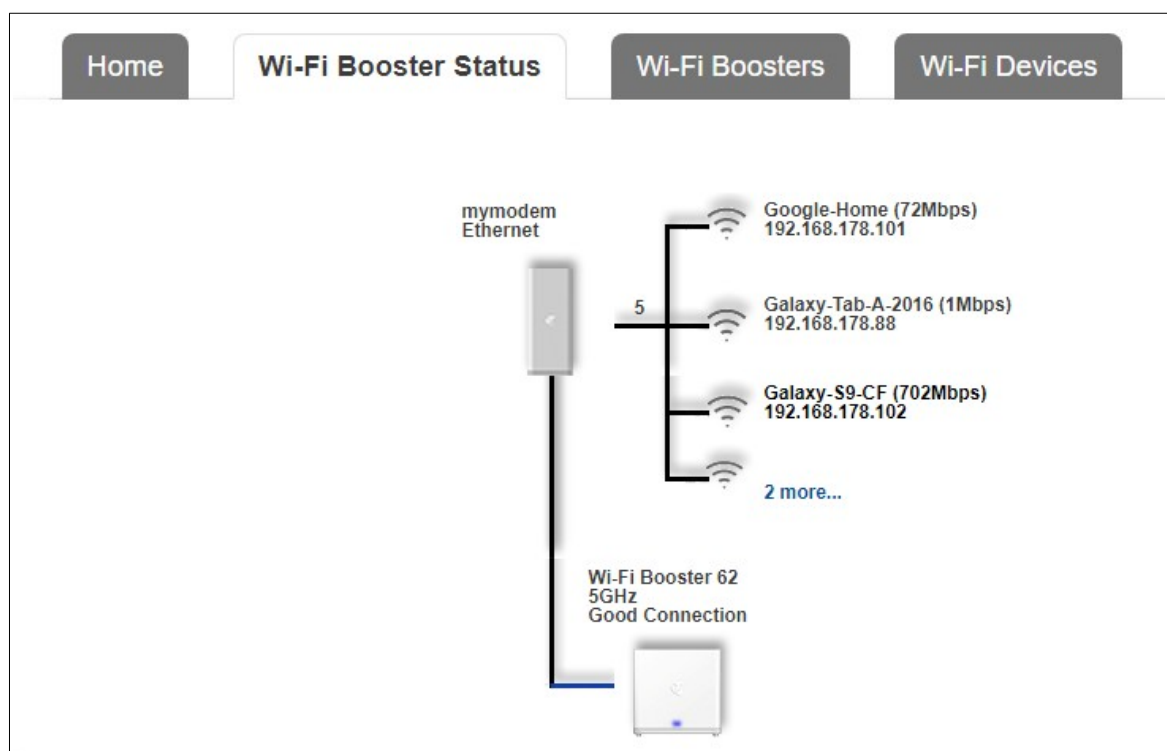 Home
Wi-Fi Booster Status
Wi-Fi Boosters
Wi-Fi Devices
mymodem
Ethernet
5
Google-Home (72Mbps)
192.168.178.101
Galaxy-Tab-A-2016 (1Mbps)
192.168.178.88
Galaxy-S9-CF (702Mbps)
192.168.178.102
2 more...
Wi-Fi Booster 62
5GHz
Good Connection